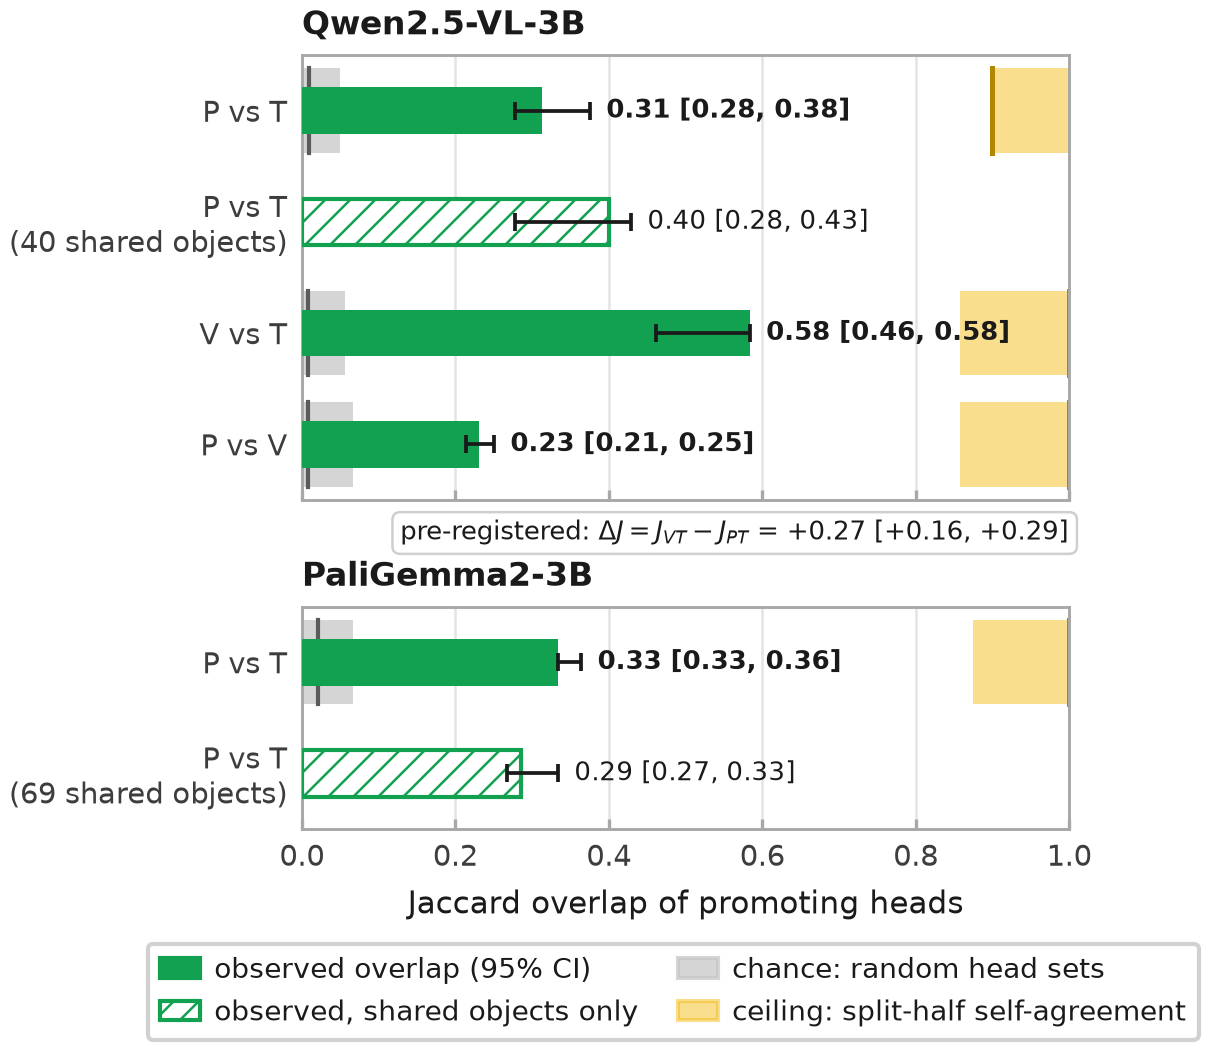 Qwen2.5-VL-3B
P vs T
0.31 [0.28, 0.38]
P vs T
(40 shared objects)
0.40 [0.28, 0.43]
V vs T
0.58 [0.46, 0.58]
P vs V
0.23 [0.21, 0.25]
pre-registered: ΔJ = J_VT − J_PT = +0.27 [+0.16, +0.29]
PaliGemma2-3B
P vs T
0.33 [0.33, 0.36]
P vs T
(69 shared objects)
0.29 [0.27, 0.33]
0.0 0.2 0.4 0.6 0.8 1.0
Jaccard overlap of promoting heads
observed overlap (95% CI)
observed, shared objects only
chance: random head sets
ceiling: split-half self-agreement